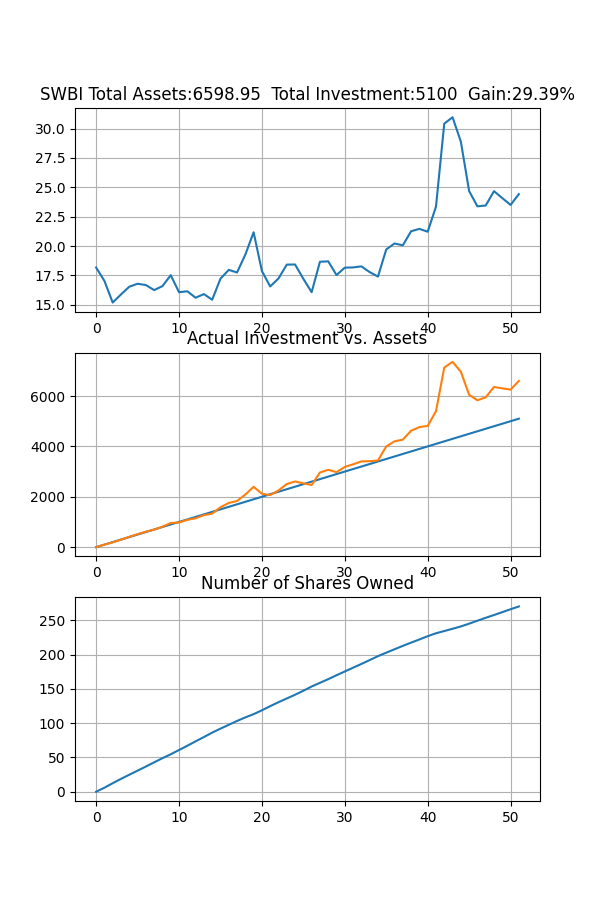 SWBI Total Assets:6598.95  Total Investment:5100  Gain:29.39%
30.0
27.5
25.0
22.5
20.0
17.5
15.0
0 10 20 30 40 50
Actual Investment vs. Assets
6000
4000
2000
0
0 10 20 30 40 50
Number of Shares Owned
250
200
150
100
50
0
0 10 20 30 40 50